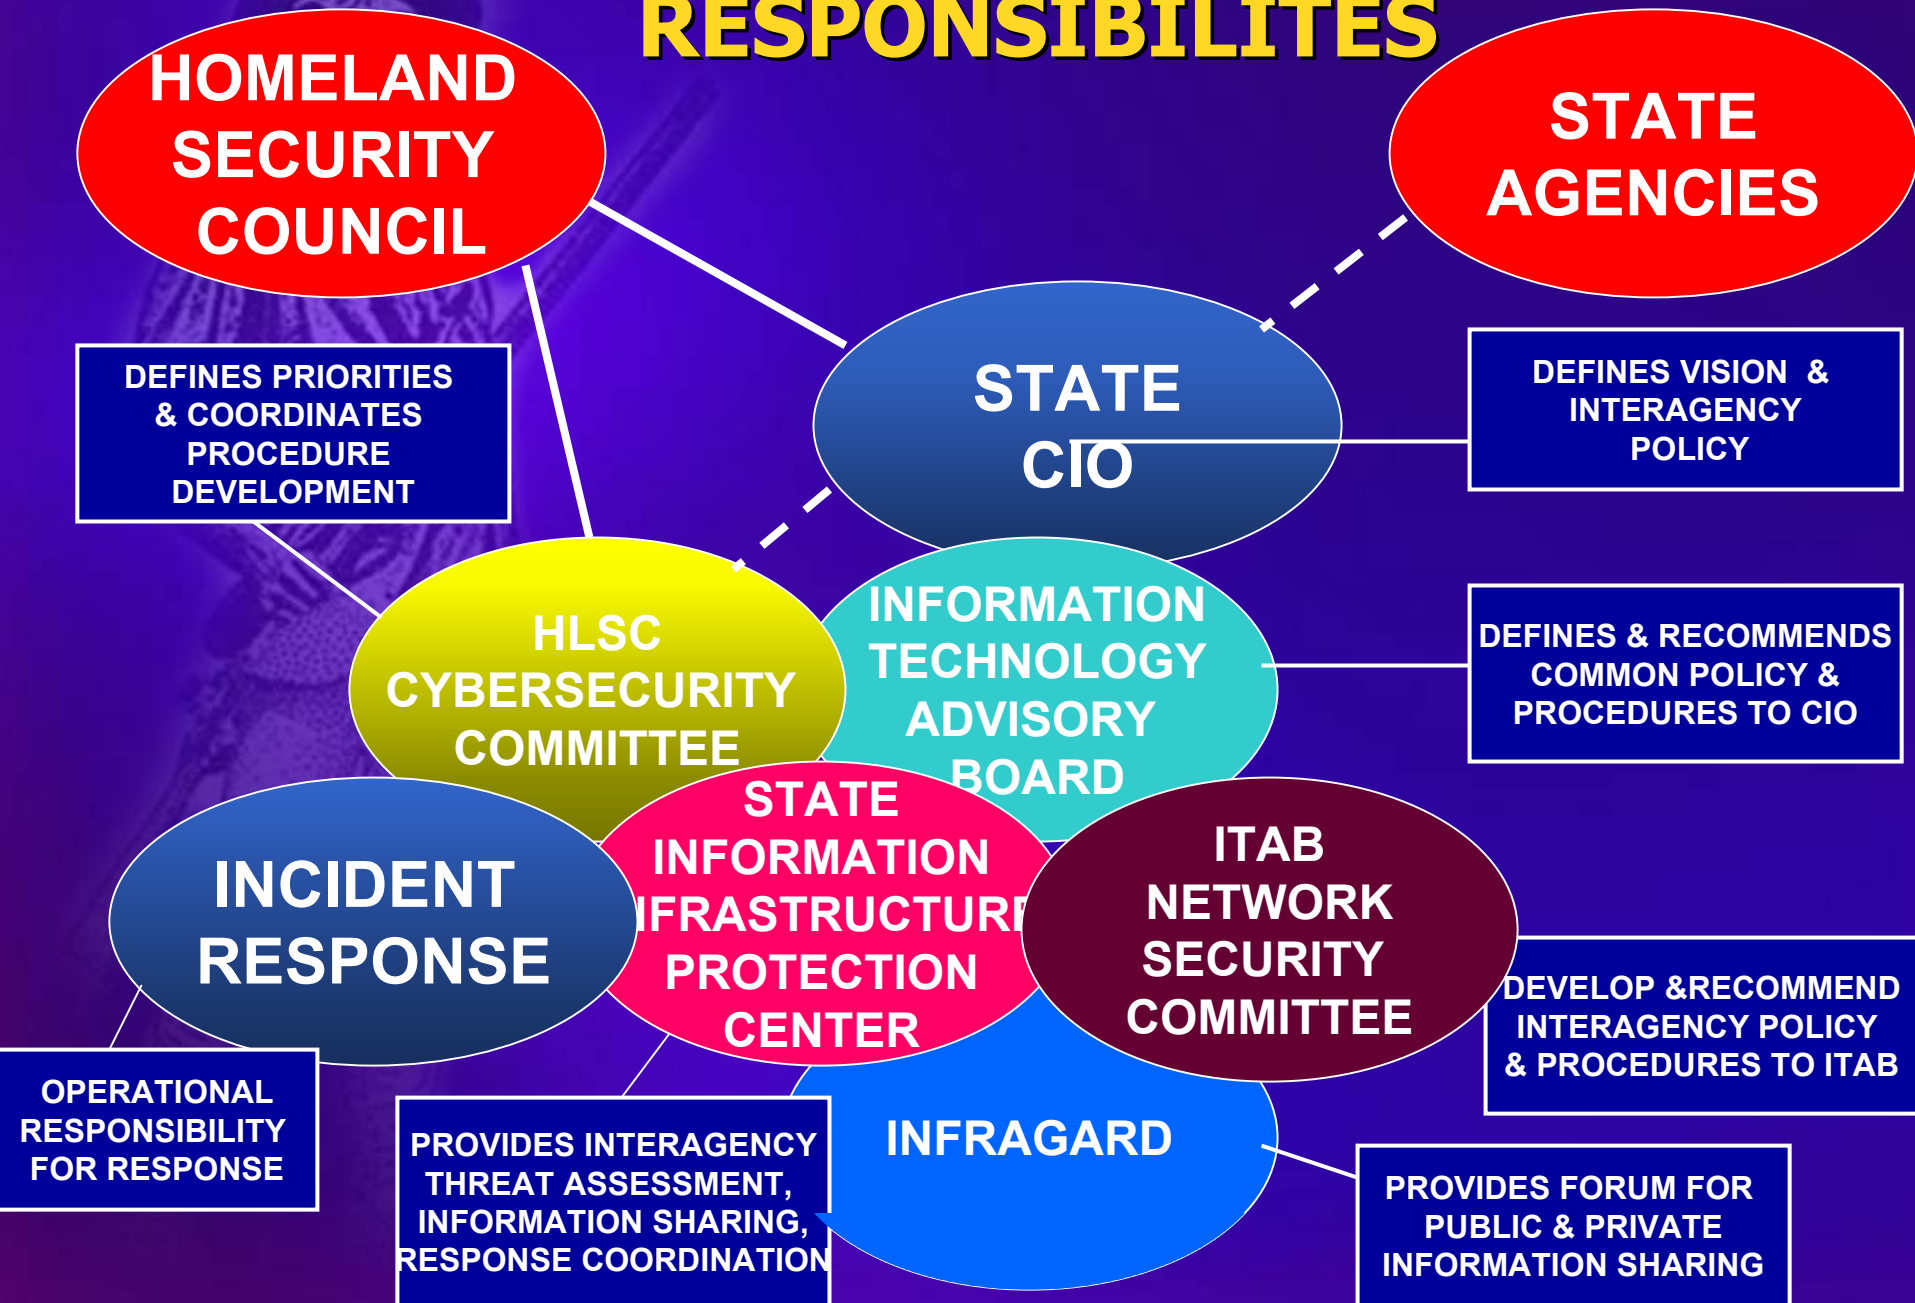 RESPONSIBILITES
HOMELAND
SECURITY
COUNCIL
STATE
AGENCIES
STATE
CIO
DEFINES PRIORITIES
& COORDINATES
PROCEDURE
DEVELOPMENT
DEFINES VISION &
INTERAGENCY
POLICY
HLSC
CYBERSECURITY
COMMITTEE
INFORMATION
TECHNOLOGY
ADVISORY
BOARD
DEFINES & RECOMMENDS
COMMON POLICY &
PROCEDURES TO CIO
INCIDENT
RESPONSE
STATE
INFORMATION
NFRASTRUCTURE
PROTECTION
CENTER
ITAB
NETWORK
SECURITY
COMMITTEE
DEVELOP &RECOMMEND
INTERAGENCY POLICY
& PROCEDURES TO ITAB
OPERATIONAL
RESPONSIBILITY
FOR RESPONSE
PROVIDES INTERAGENCY
THREAT ASSESSMENT,
INFORMATION SHARING,
RESPONSE COORDINATION
INFRAGARD
PROVIDES FORUM FOR
PUBLIC & PRIVATE
INFORMATION SHARING